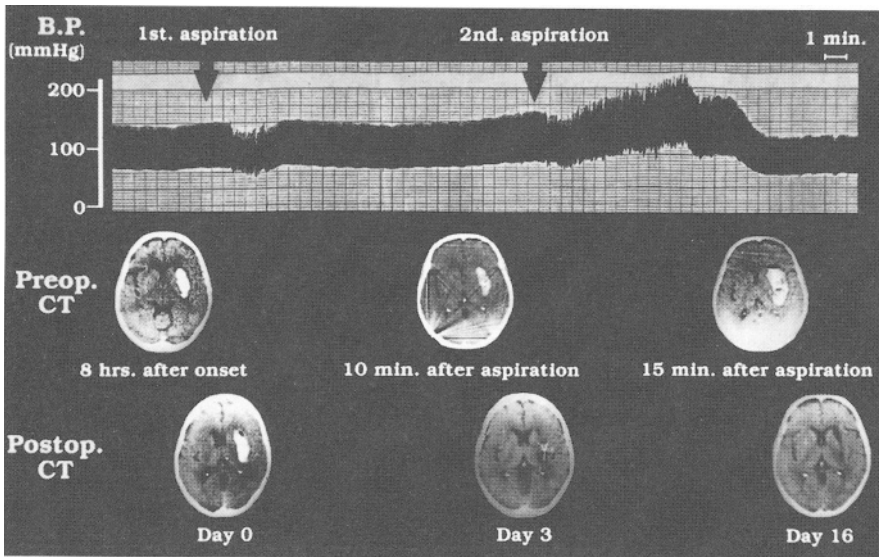 B.P.
(mmHg)
1st. aspiration
2nd. aspiration
1 min.
200
100
0
Preop.
CT
8 hrs. after onset
10 min. after aspiration
15 min. after aspiration
Postop.
CT
Day 0
Day 3
Day 16